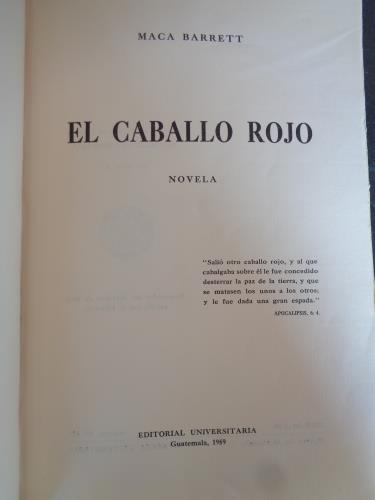 MACA BARRETT
EL CABALLO ROJO
NOVELA
"Salió otro caballo rojo, y al que
cabalgaba sobre él le fue concedido
desterrar la paz de la tierra, y que
se matasen los unos a los otros;
y le fue dada una gran espada."
APOCALIPSIS, 6. 4.
EDITORIAL UNIVERSITARIA
Guatemala, 1969